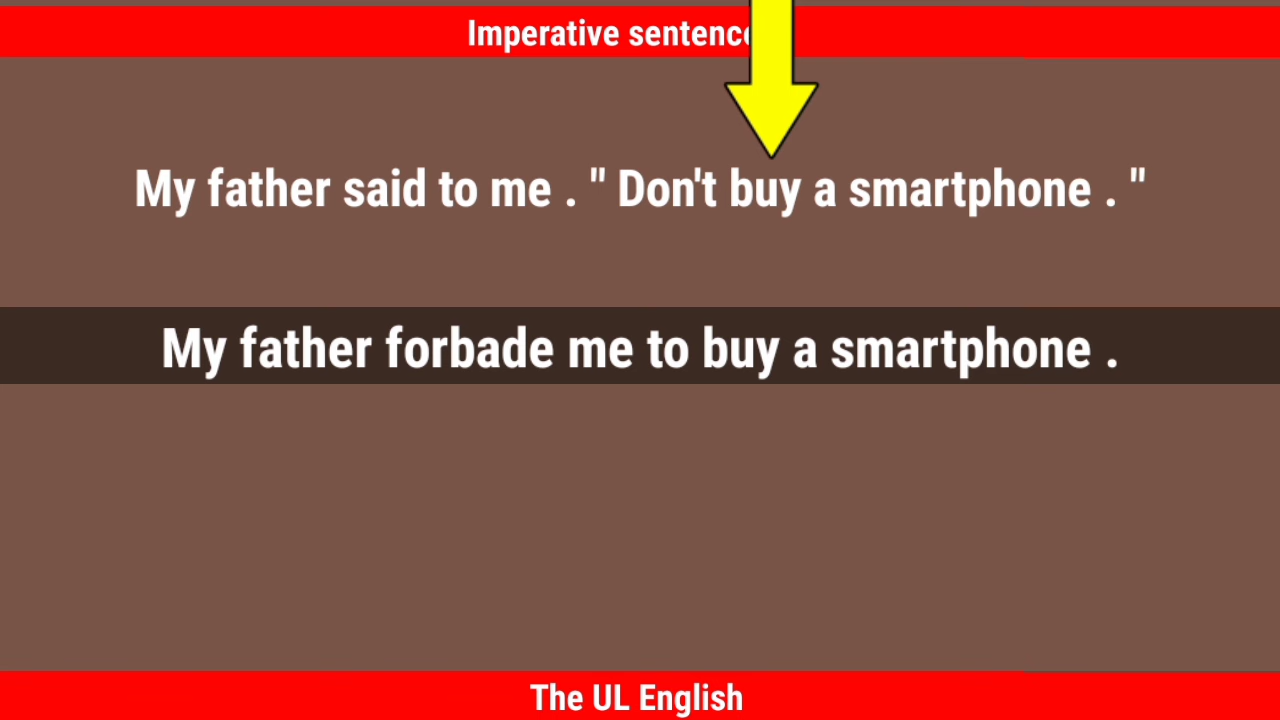 Imperative sentence
My father said to me . " Don't buy a smartphone . "
My father forbade me to buy a smartphone .
The UL English